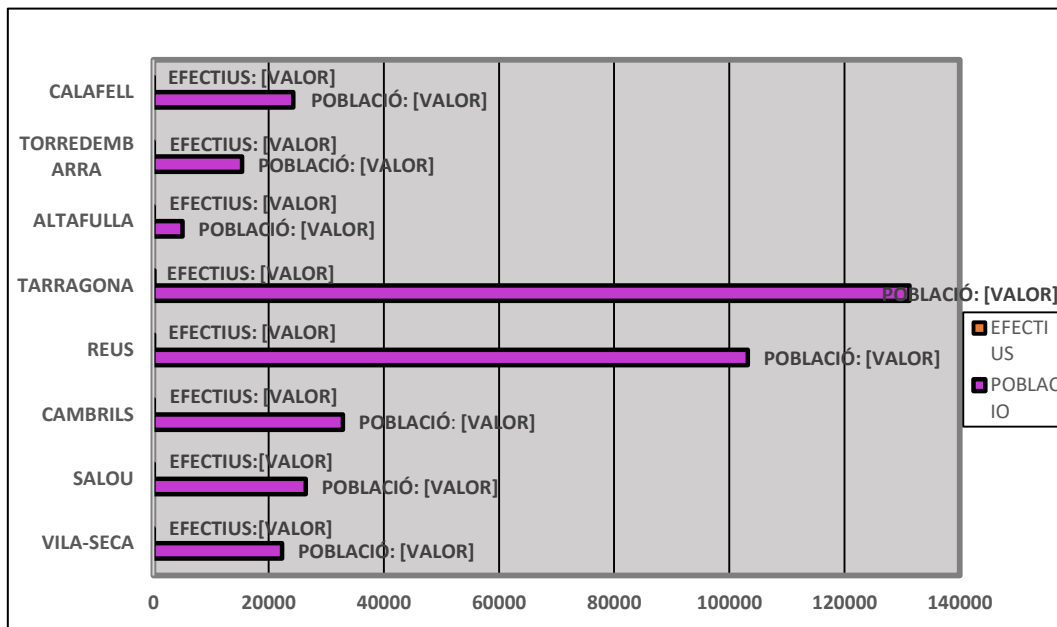 CALAFELL
EFECTIUS: [VALOR]
POBLACIÓ: [VALOR]
TORREDEMB
ARRA
EFECTIUS: [VALOR]
POBLACIÓ: [VALOR]
ALTAFULLA
EFECTIUS: [VALOR]
POBLACIÓ: [VALOR]
TARRAGONA
EFECTIUS: [VALOR]
POBLACIÓ: [VALOR]
REUS
EFECTIUS: [VALOR]
POBLACIÓ: [VALOR]
CAMBRILS
EFECTIUS: [VALOR]
POBLACIÓ: [VALOR]
SALOU
EFECTIUS:[VALOR]
POBLACIÓ: [VALOR]
VILA-SECA
EFECTIUS:[VALOR]
POBLACIÓ: [VALOR]
0 20000 40000 60000 80000 100000 120000 140000
EFECTI
US
POBLAC
IO